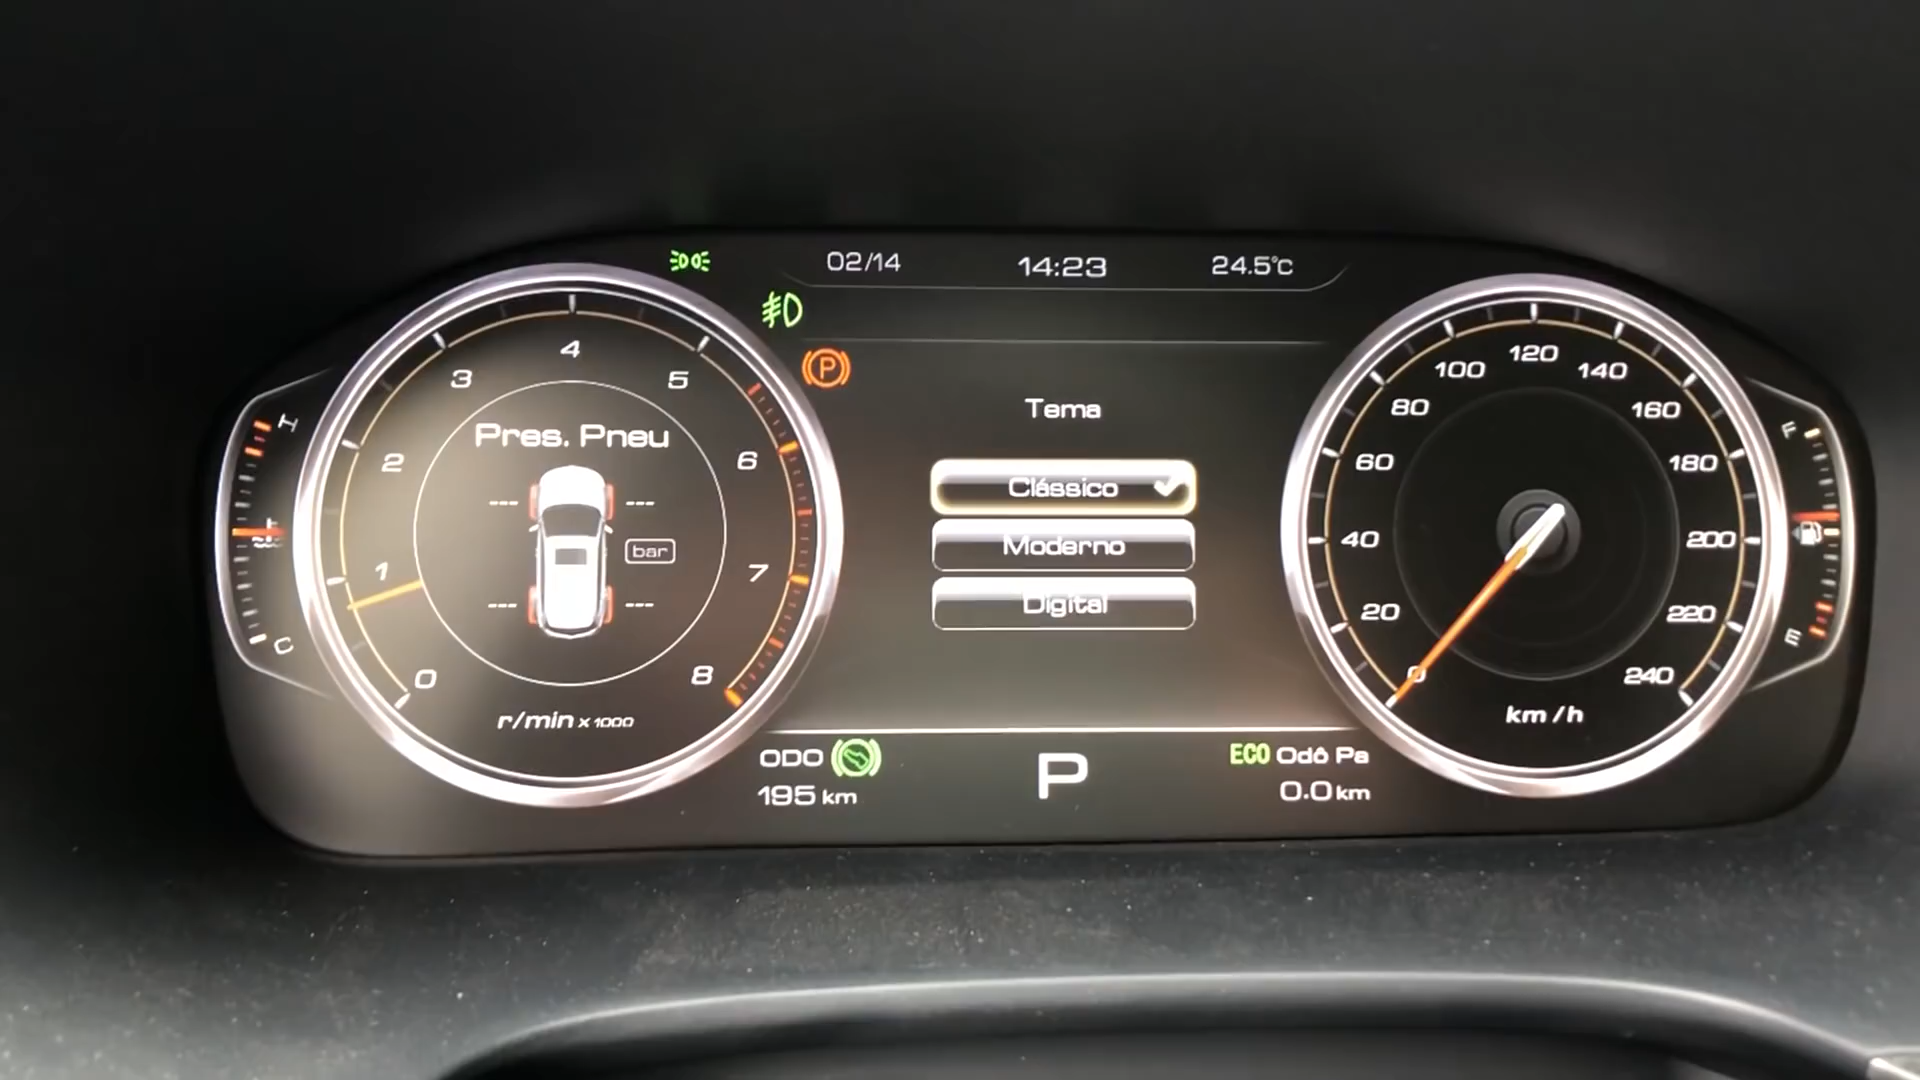 02/14 14:23 24.5°C
H
C
0
1
2
3
4
5
6
7
8
Pres. Pneu
--- ---
bar
--- ---
r/min x 1000
P
Tema
Clássico
Moderno
Digital
0
20
40
60
80
100
120
140
160
180
200
220
240
km/h
F
E
ODO
195 km
P
ECO Odô Pa
0.0 km